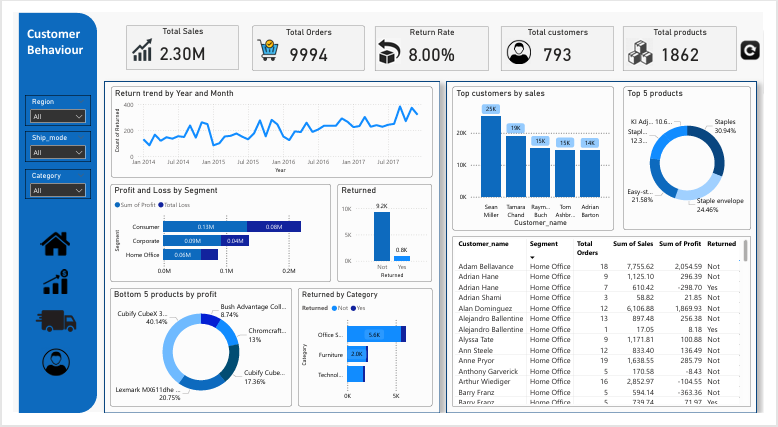 Customer
Behaviour
Total Sales
2.30M
Total Orders
9994
Return Rate
8.00%
Total customers
793
Total products
1862
Region
All
Ship_mode
All
Category
All
Return trend by Year and Month
Count of Returned
400
200
0
Jan 2014
Jul 2014
Jan 2015
Jul 2015
Jan 2016
Jul 2016
Jan 2017
Jul 2017
Year
Profit and Loss by Segment
Sum of Profit
Total Loss
Segment
Consumer
0.13M
0.08M
Corporate
0.09M
0.04M
Home Office
0.06M
0.0M
0.1M
0.2M
Returned
10K
5K
0K
9.2K
0.8K
Not
Yes
Returned
Bottom 5 products by profit
Bush Advantage Coll...
8.74%
Chromcraft...
13%
Cubify Cube...
17.36%
Lexmark MX611dhe ...
20.75%
Cubify CubeX 3...
40.14%
Returned by Category
Returned
Not
Yes
Category
Office S...
5.6K
Furniture
2.0K
Technol...
0K
5K
Top customers by sales
20K
10K
0K
25K
19K
15K
15K
14K
Sean
Miller
Tamara
Chand
Raym...
Buch
Tom
Ashbr...
Adrian
Barton
Customer_name
Top 5 products
KI Adj... 10.6...
Stapl...
12.3...
Easy-st...
21.58%
Staples
30.94%
Staple envelope
24.46%
Customer_name Segment Total Orders Sum of Sales Sum of Profit Returned
Adam Bellavance Home Office 18 7,755.62 2,054.59 Not
Adrian Hane Home Office 9 1,125.10 296.39 Not
Adrian Hane Home Office 7 610.42 -298.70 Yes
Adrian Shami Home Office 3 58.82 21.85 Not
Alan Dominguez Home Office 12 6,106.88 1,869.93 Not
Alejandro Ballentine Home Office 13 897.48 256.38 Not
Alejandro Ballentine Home Office 1 17.05 8.18 Yes
Alyssa Tate Home Office 9 1,171.81 100.88 Not
Ann Steele Home Office 12 833.40 136.49 Not
Anne Pryor Home Office 19 1,638.55 285.79 Not
Anthony Garverick Home Office 5 170.58 -8.43 Not
Arthur Wiediger Home Office 16 2,852.97 -104.55 Not
Barry Franz Home Office 5 594.14 -363.36 Not
Barry Franz Home Office 5 739.74 71.97 Yes